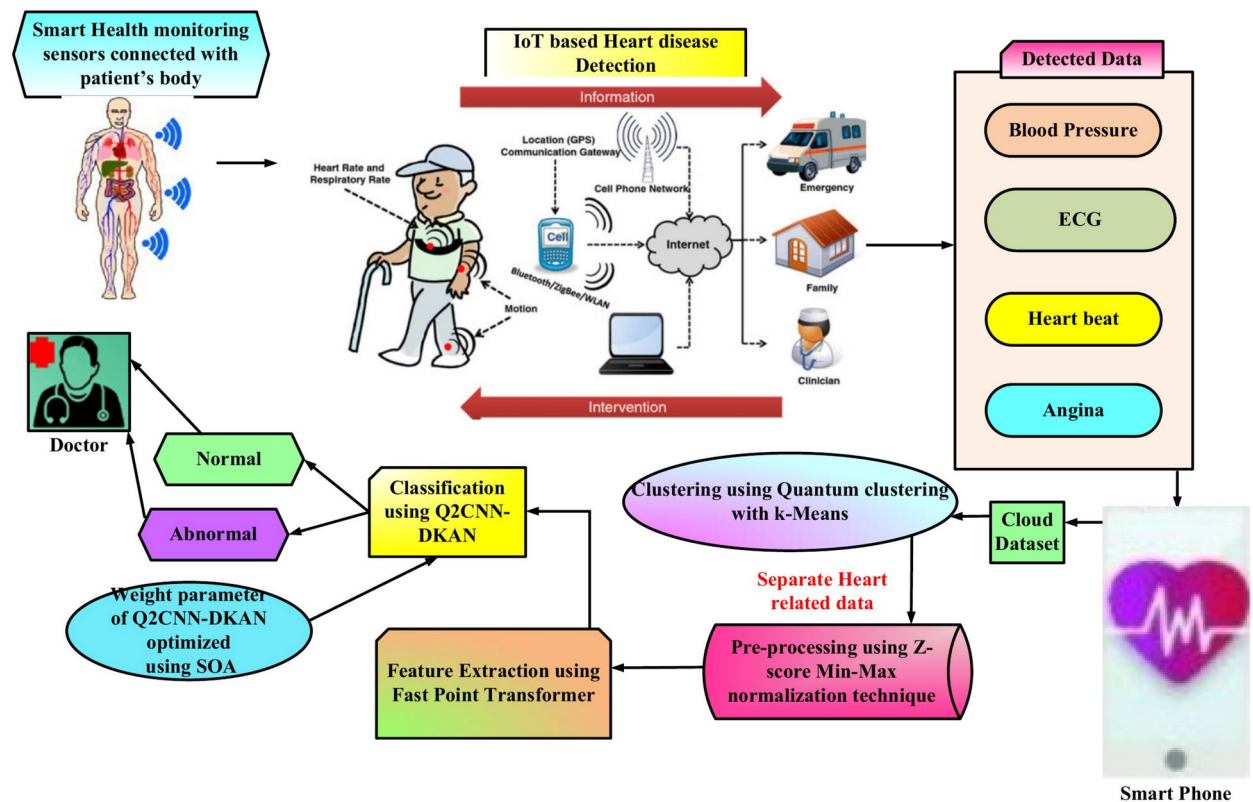 Smart Health monitoring
sensors connected with
patient's body
IoT based Heart disease
Detection
Information
Heart Rate and
Respiratory Rate
Location (GPS)
Communication Gateway
Cell Phone Network
Cell
Bluetooth/ZigBee/WLAN
Internet
Motion
Emergency
Family
Clinician
Intervention
Detected Data
Blood Pressure
ECG
Heart beat
Angina
Smart Phone
Cloud
Dataset
Clustering using Quantum clustering
with k-Means
Separate Heart
related data
Pre-processing using Z-
score Min-Max
normalization technique
Feature Extraction using
Fast Point Transformer
Classification
using Q2CNN-
DKAN
Weight parameter
of Q2CNN-DKAN
optimized
using SOA
Normal
Abnormal
Doctor